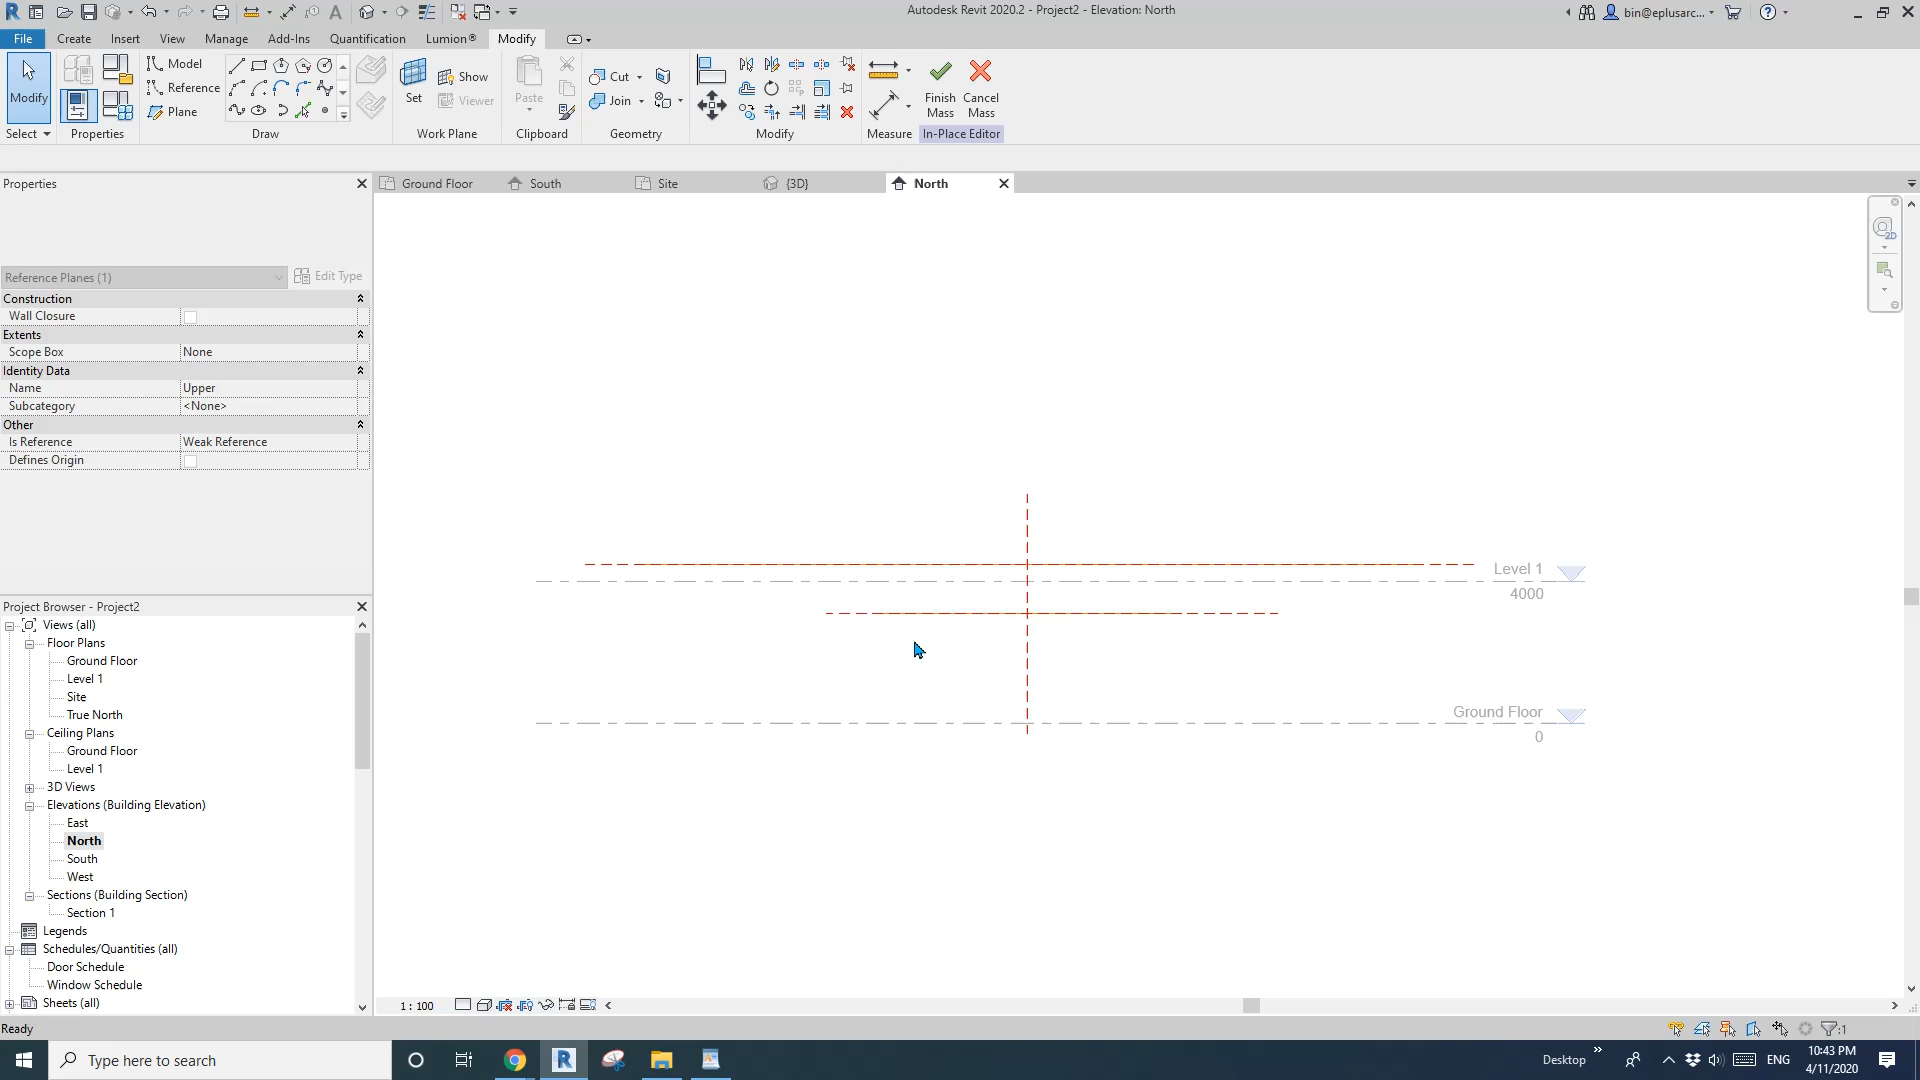 Autodesk Revit 2020.2 - Project2 - Elevation: North
bin@eplusarc...
File Create Insert View Manage Add-Ins Quantification Lumion® Modify
Modify
Select
Properties
Model
Reference
Plane
Draw
Set
Show
Viewer
Work Plane
Paste
Clipboard
Cut
Join
Geometry
Modify
Measure
Finish Mass
Cancel Mass
In-Place Editor
Properties
Ground Floor South Site {3D} North
Reference Planes (1) Edit Type
Construction
Wall Closure
Extents
Scope Box None
Identity Data
Name Upper
Subcategory <None>
Other
Is Reference Weak Reference
Defines Origin
2D
Level 1
4000
Ground Floor
0
Project Browser - Project2
Views (all)
Floor Plans
Ground Floor
Level 1
Site
True North
Ceiling Plans
Ground Floor
Level 1
3D Views
Elevations (Building Elevation)
East
North
South
West
Sections (Building Section)
Section 1
Legends
Schedules/Quantities (all)
Door Schedule
Window Schedule
Sheets (all)
1 : 100
Ready
:1
Type here to search
Desktop
ENG
10:43 PM
4/11/2020